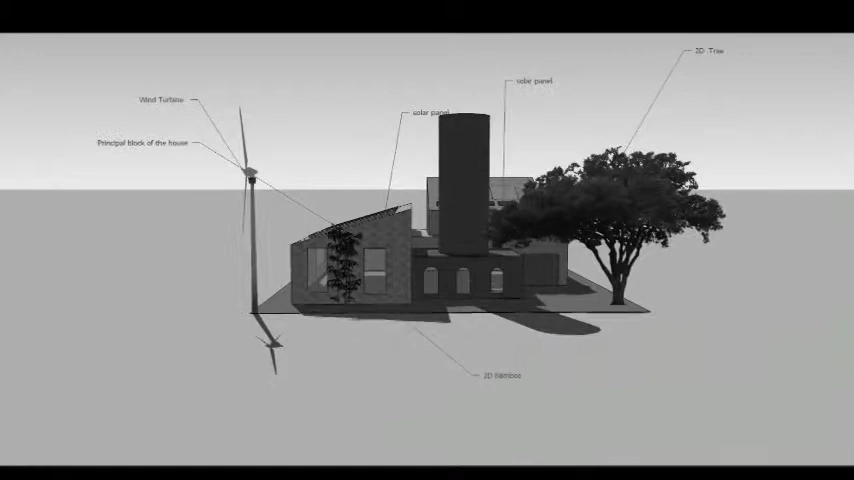 2D Tree
solar panel
Wind Turbine
solar panel
Principal block of the house
2D Bamboo